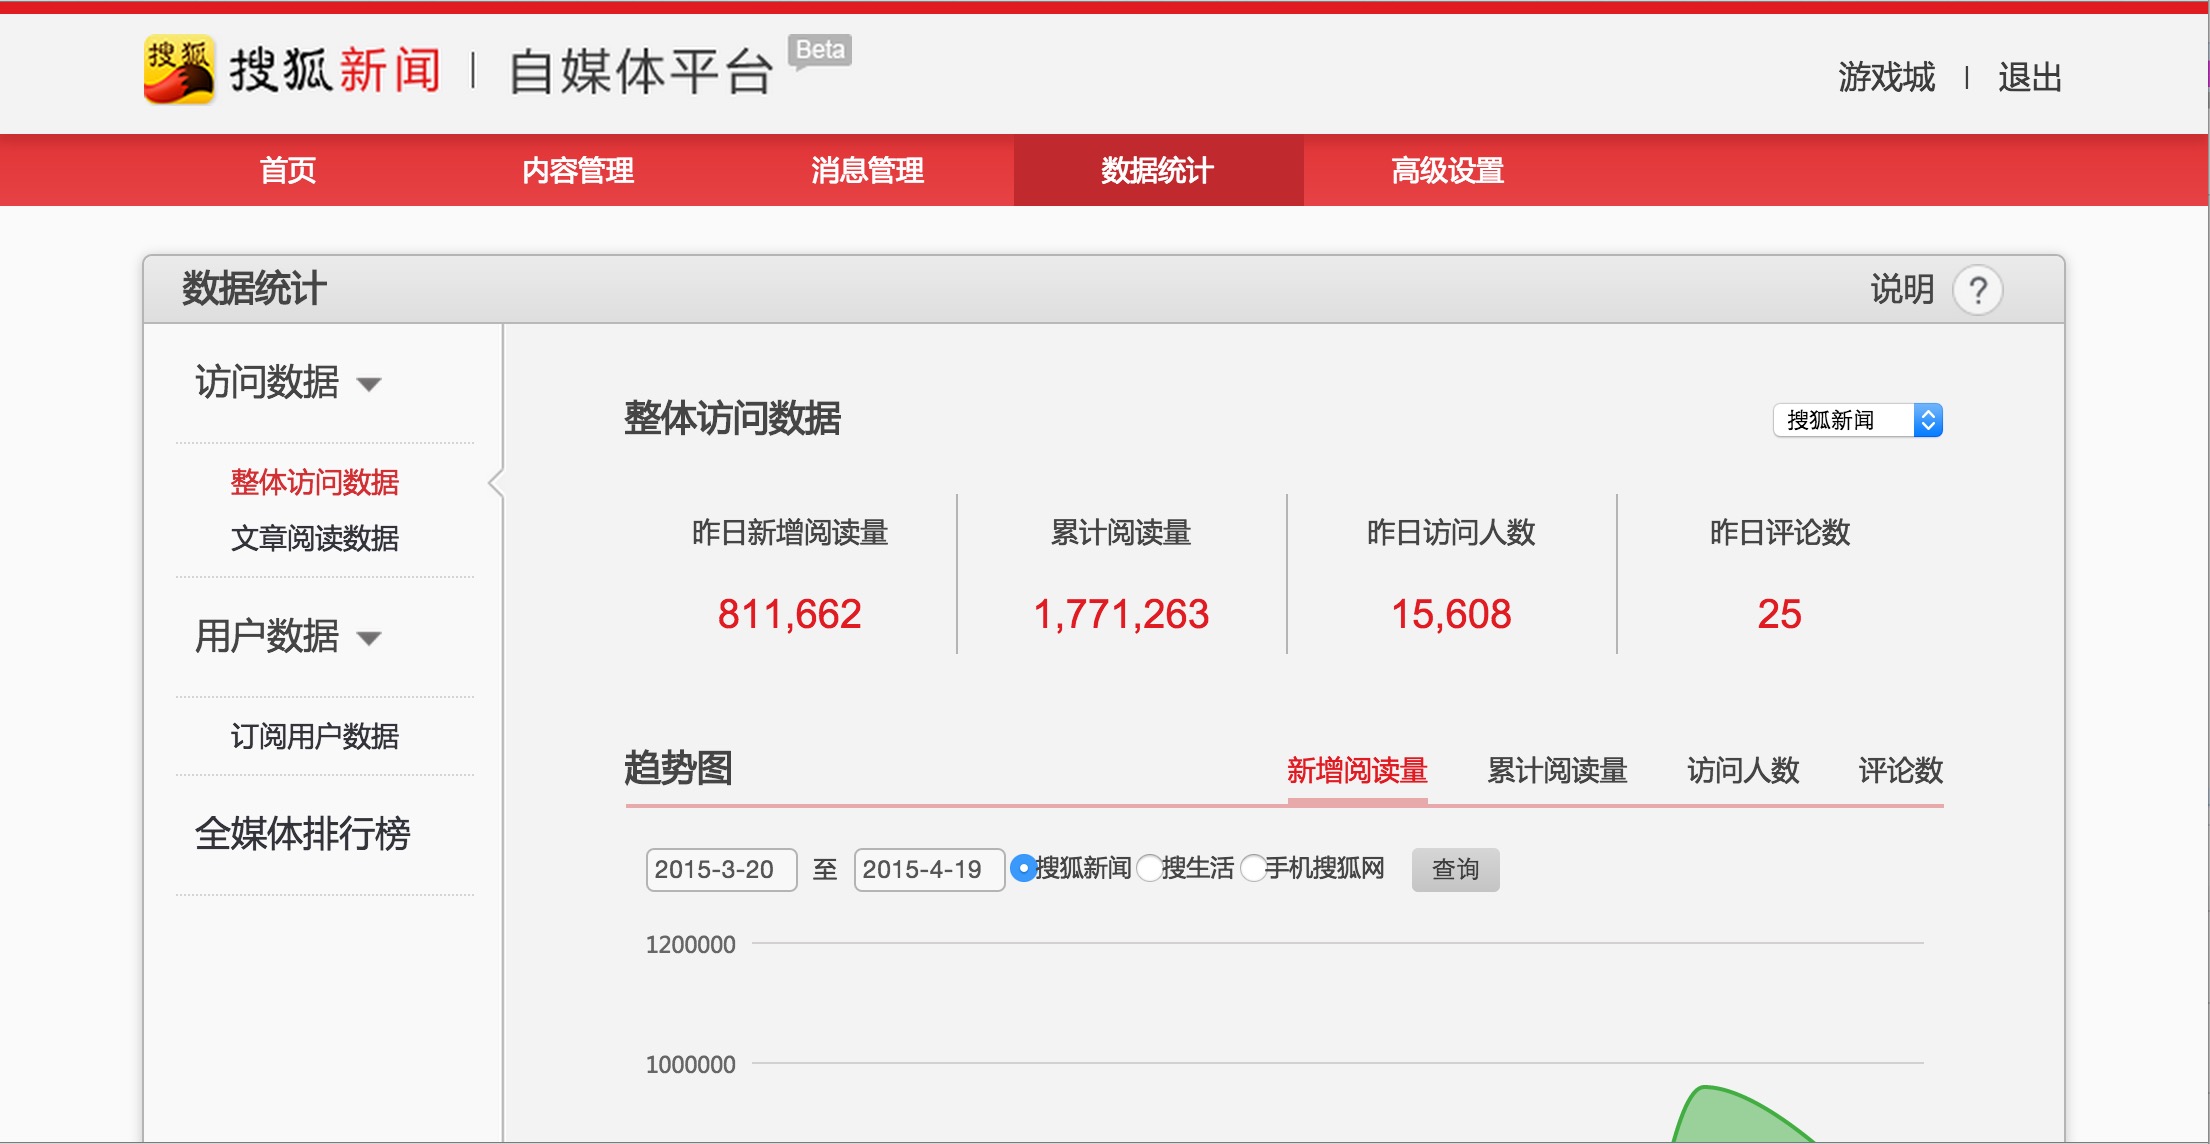 搜狐 搜狐新闻 | 自媒体平台 Beta
游戏城 | 退出
首页 内容管理 消息管理 数据统计 高级设置
数据统计
说明 ?
访问数据
整体访问数据
文章阅读数据
用户数据
订阅用户数据
全媒体排行榜
整体访问数据
搜狐新闻
昨日新增阅读量 累计阅读量 昨日访问人数 昨日评论数
811,662 1,771,263 15,608 25
趋势图
新增阅读量 累计阅读量 访问人数 评论数
2015-3-20 至 2015-4-19 搜狐新闻 搜生活 手机搜狐网 查询
1200000
1000000